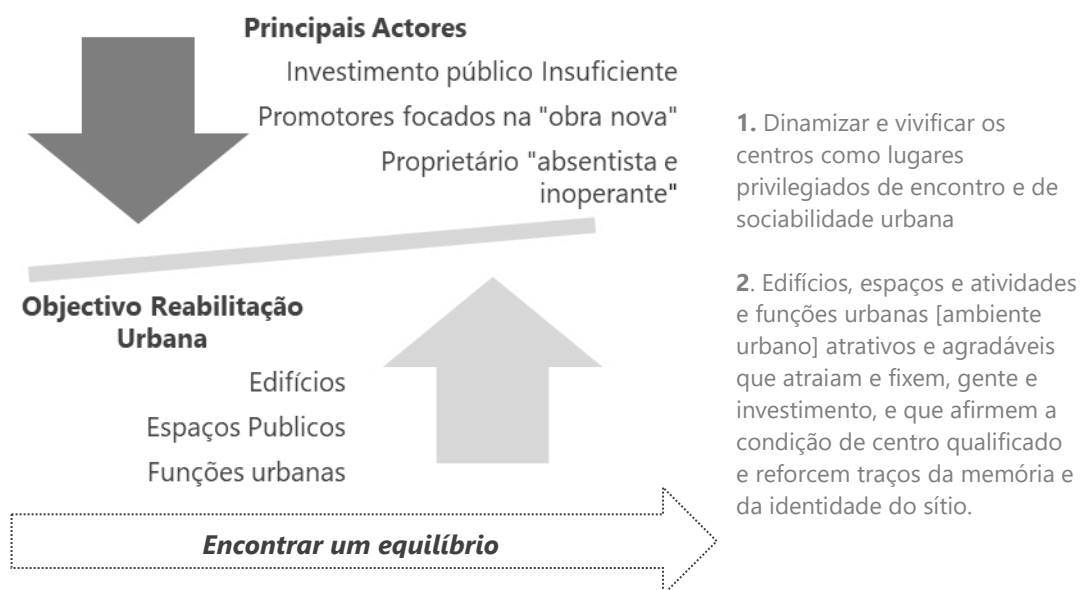 Principais Actores
Investimento público Insuficiente
Promotores focados na "obra nova"
Proprietário "absentista e
inoperante"
Objectivo Reabilitação
Urbana
Edifícios
Espaços Publicos
Funções urbanas
Encontrar um equilíbrio
1. Dinamizar e vivificar os
centros como lugares
privilegiados de encontro e de
sociabilidade urbana
2. Edifícios, espaços e atividades
e funções urbanas [ambiente
urbano] atrativos e agradáveis
que atraiam e fixem, gente e
investimento, e que afirmem a
condição de centro qualificado
e reforcem traços da memória e
da identidade do sítio.